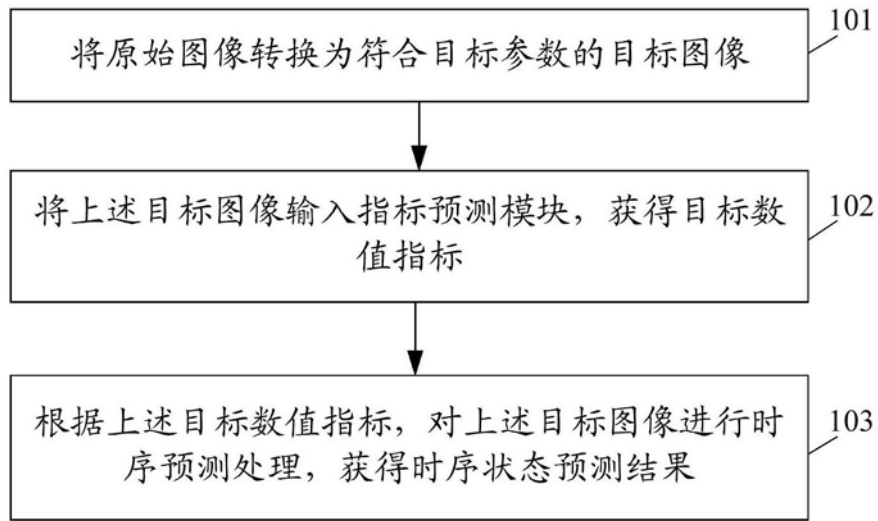 将原始图像转换为符合目标参数的目标图像
101
将上述目标图像输入指标预测模块，获得目标数
值指标
102
根据上述目标数值指标，对上述目标图像进行时
序预测处理，获得时序状态预测结果
103